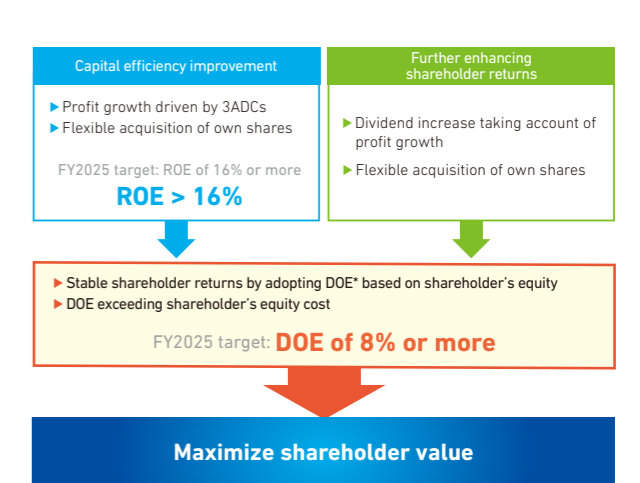 Capital efficiency improvement
▶ Profit growth driven by 3ADCs
▶ Flexible acquisition of own shares
FY2025 target: ROE of 16% or more
ROE > 16%
Further enhancing
shareholder returns
▶ Dividend increase taking account of
profit growth
▶ Flexible acquisition of own shares
▶ Stable shareholder returns by adopting DOE* based on shareholder’s equity
▶ DOE exceeding shareholder’s equity cost
FY2025 target: DOE of 8% or more
Maximize shareholder value